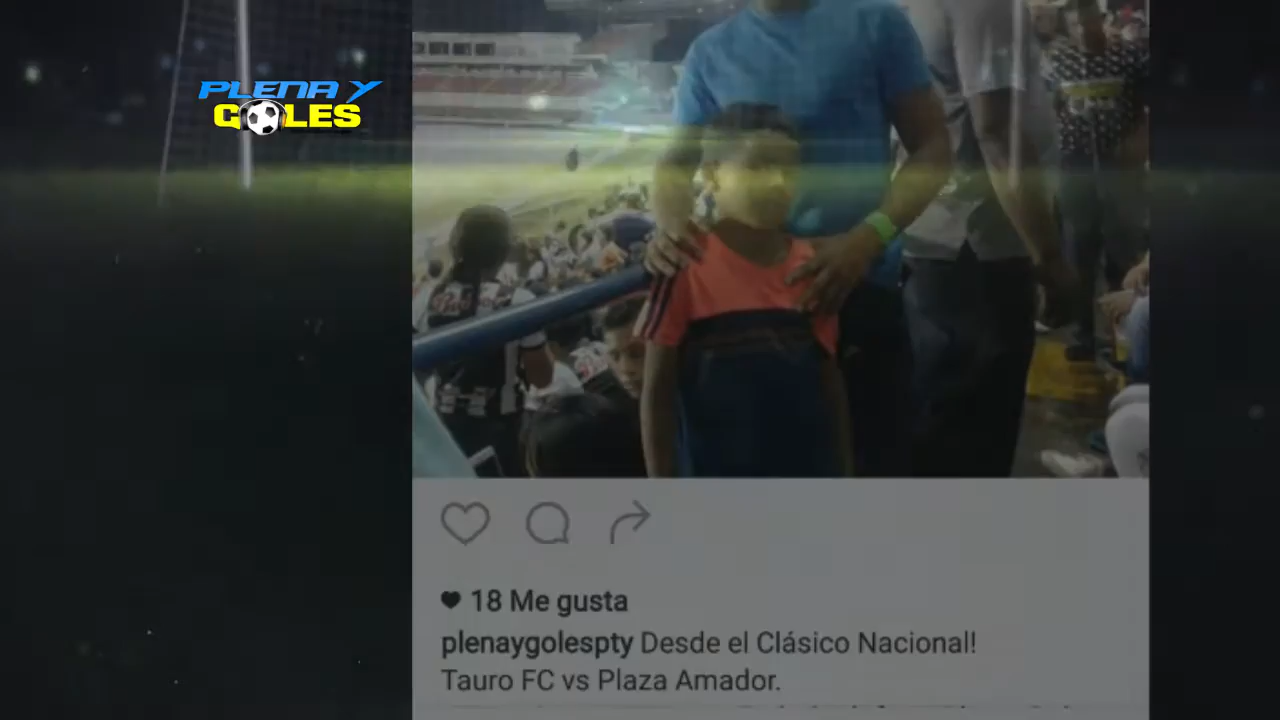 PLENA Y
GOLES
18 Me gusta
plenaygolespty Desde el Clásico Nacional!
Tauro FC vs Plaza Amador.